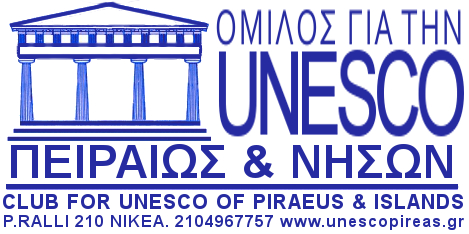 ΟΜΙΛΟΣ ΓΙΑ ΤΗΝ
UNESCO
ΠΕΙΡΑΙΩΣ & ΝΗΣΩΝ
CLUB FOR UNESCO OF PIRAEUS & ISLANDS
P.RALLI 210 NIKEA. 2104967757 www.unescopireas.gr